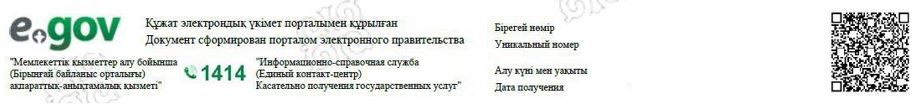 e.gov
Құжат электрондық үкімет порталымен құрылған
Документ сформирован порталом электронного правительства
"Мемлекеттік қызметтер алу бойынша
(Бірыңғай байланыс орталығы)
ақпараттық-анықтамалық қызметі"
1414
"Информационно-справочная служба
(Единый контакт-центр)
Касательно получения государственных услуг"
Бірегей нөмір
Уникальный номер
Алу күні мен уақыты
Дата получения